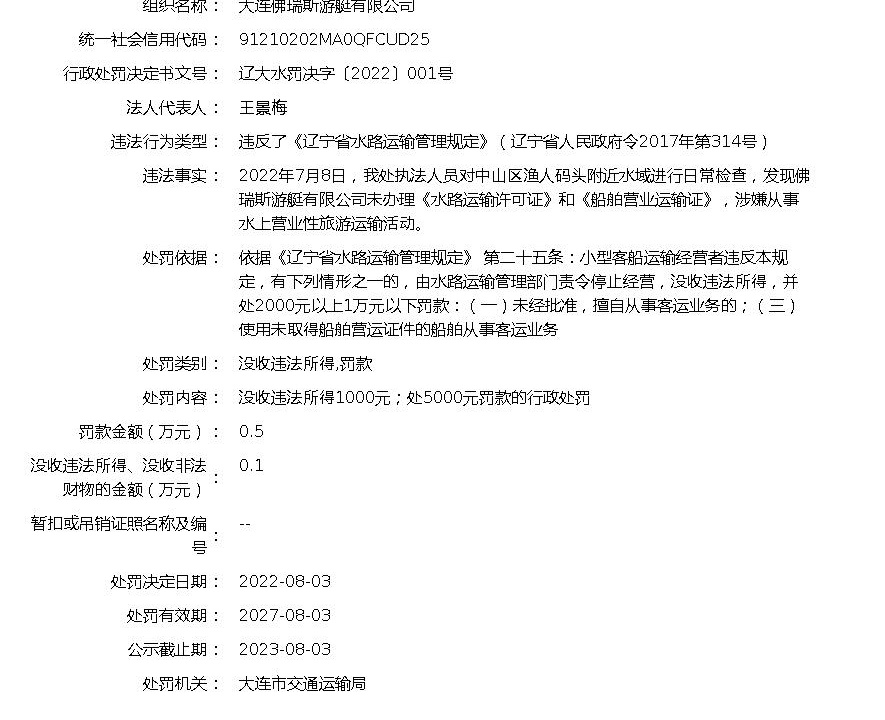 组织名称： 大连佛瑞斯游艇有限公司
统一社会信用代码： 91210202MA0QFCUD25
行政处罚决定书文号： 辽大水罚决字〔2022〕001号
法人代表人： 王景梅
违法行为类型： 违反了《辽宁省水路运输管理规定》（辽宁省人民政府令2017年第314号）
违法事实： 2022年7月8日，我处执法人员对中山区渔人码头附近水域进行日常检查，发现佛
瑞斯游艇有限公司未办理《水路运输许可证》和《船舶营业运输证》，涉嫌从事
水上营业性旅游运输活动。
处罚依据： 依据《辽宁省水路运输管理规定》 第二十五条：小型客船运输经营者违反本规
定，有下列情形之一的，由水路运输管理部门责令停止经营，没收违法所得，并
处2000元以上1万元以下罚款：（一）未经批准，擅自从事客运业务的；（三）
使用未取得船舶营运证件的船舶从事客运业务
处罚类别： 没收违法所得,罚款
处罚内容： 没收违法所得1000元；处5000元罚款的行政处罚
罚款金额（万元）： 0.5
没收违法所得、没收非法
财物的金额（万元）： 0.1
暂扣或吊销证照名称及编
号： --
处罚决定日期： 2022-08-03
处罚有效期： 2027-08-03
公示截止期： 2023-08-03
处罚机关： 大连市交通运输局